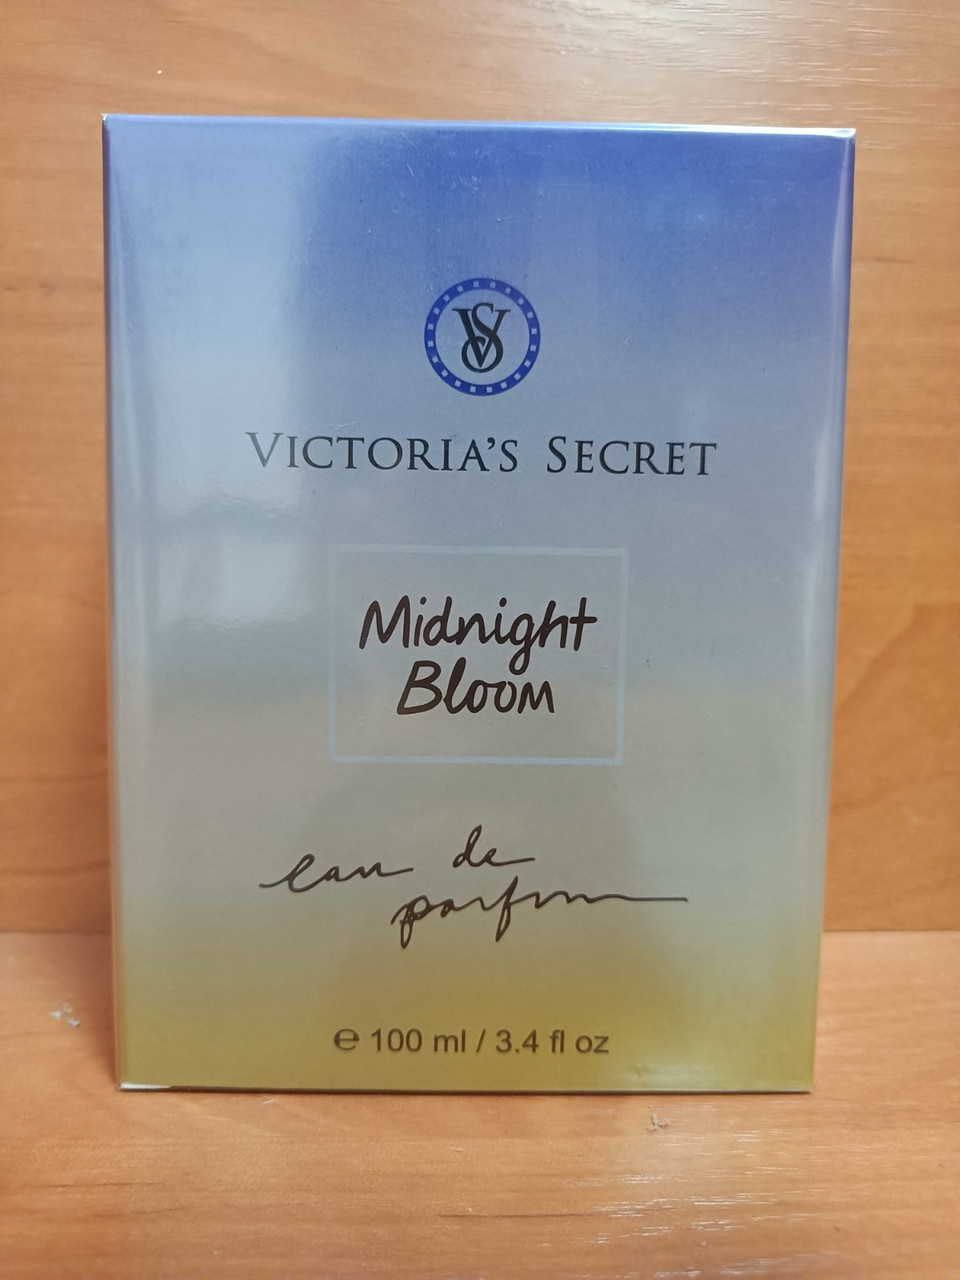 VS
VICTORIA'S SECRET
Midnight
Bloom
eau de
parfum
℮ 100 ml / 3.4 fl oz